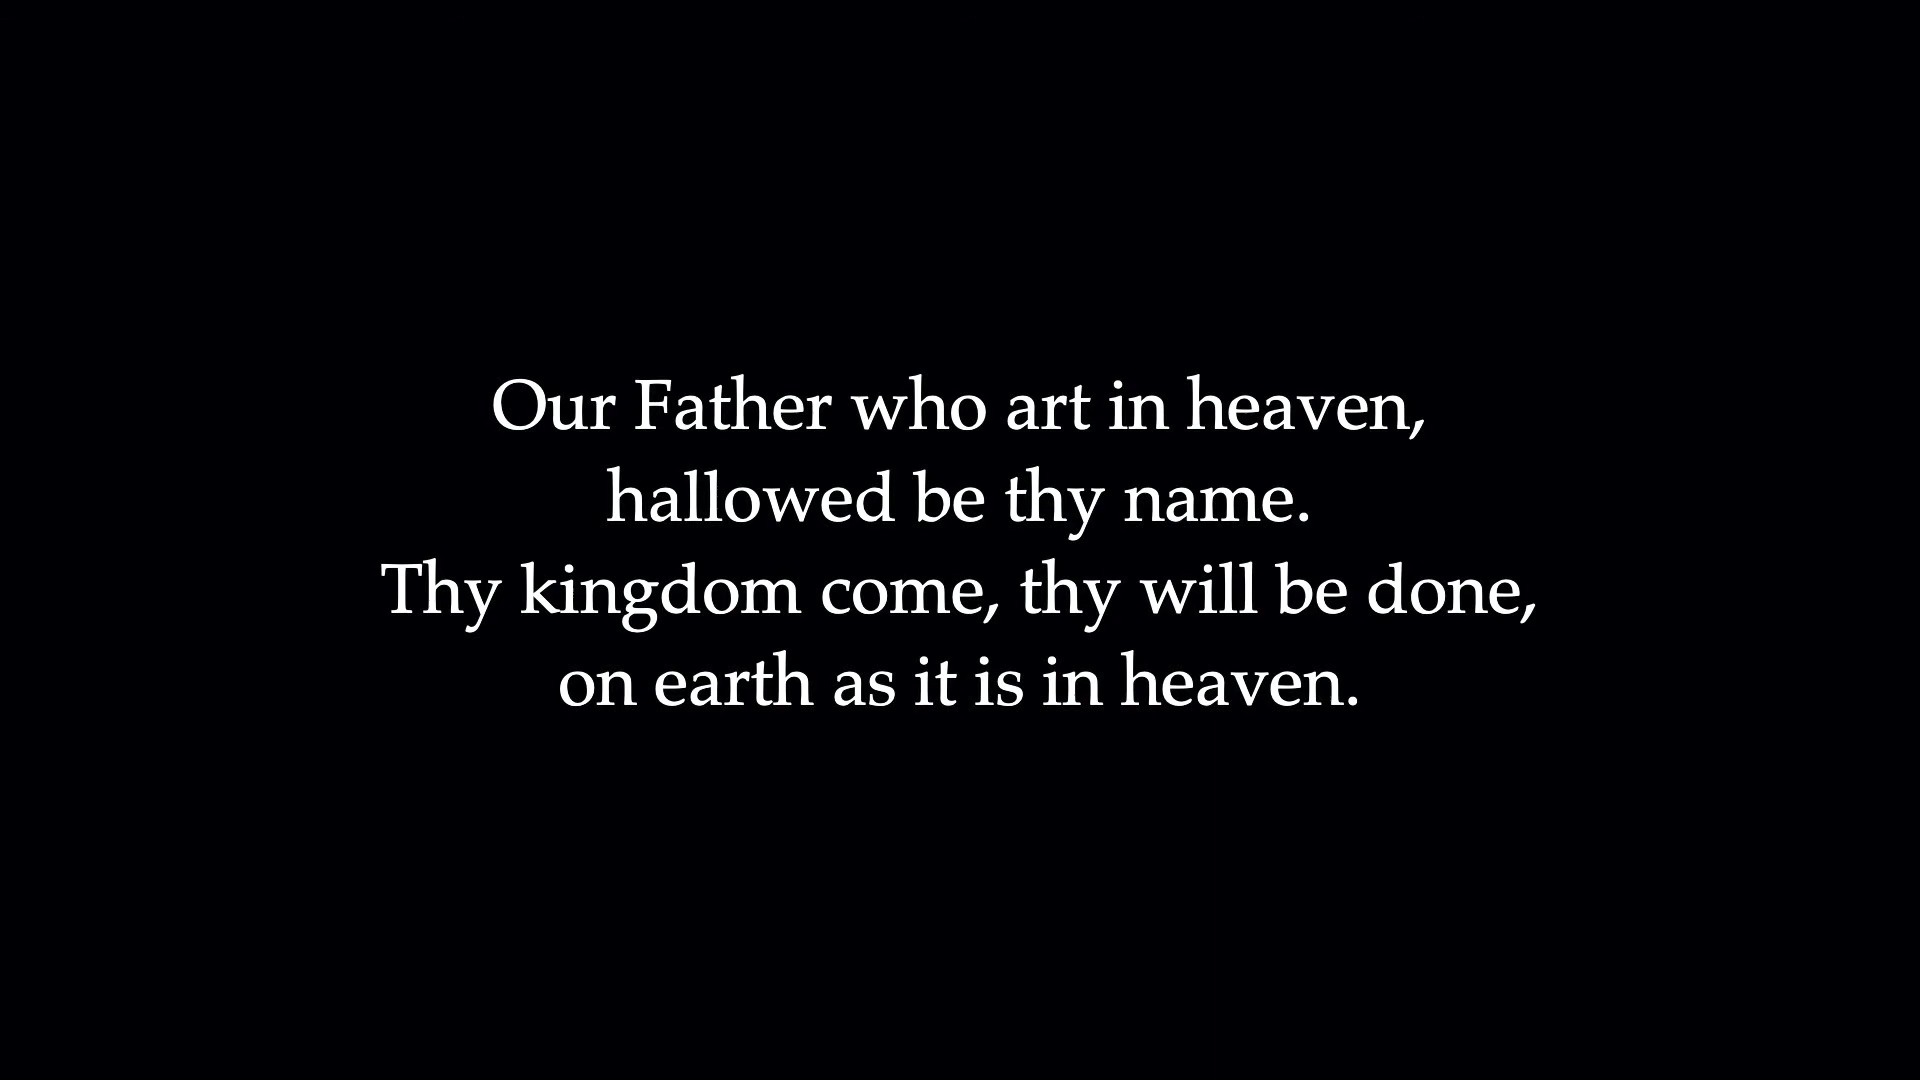 Our Father who art in heaven,
hallowed be thy name.
Thy kingdom come, thy will be done,
on earth as it is in heaven.